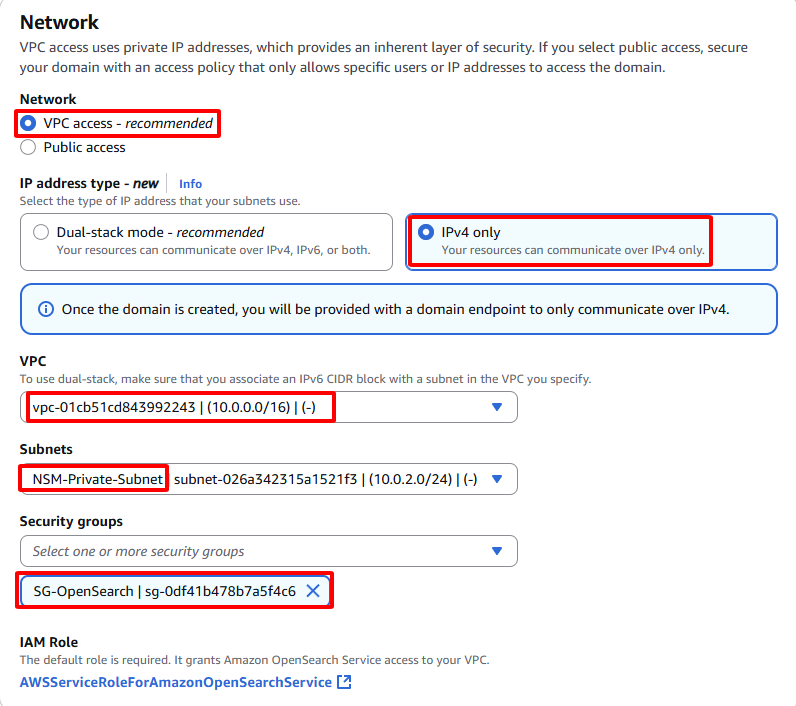 Network
VPC access uses private IP addresses, which provides an inherent layer of security. If you select public access, secure
your domain with an access policy that only allows specific users or IP addresses to access the domain.
Network
VPC access - recommended
Public access
IP address type - new Info
Select the type of IP address that your subnets use.
Dual-stack mode - recommended
Your resources can communicate over IPv4, IPv6, or both.
IPv4 only
Your resources can communicate over IPv4 only.
Once the domain is created, you will be provided with a domain endpoint to only communicate over IPv4.
VPC
To use dual-stack, make sure that you associate an IPv6 CIDR block with a subnet in the VPC you specify.
vpc-01cb51cd843992243 | (10.0.0.0/16) | (-)
Subnets
NSM-Private-Subnet subnet-026a342315a1521f3 | (10.0.2.0/24) | (-)
Security groups
Select one or more security groups
SG-OpenSearch | sg-0df41b478b7a5f4c6
IAM Role
The default role is required. It grants Amazon OpenSearch Service access to your VPC.
AWSServiceRoleForAmazonOpenSearchService